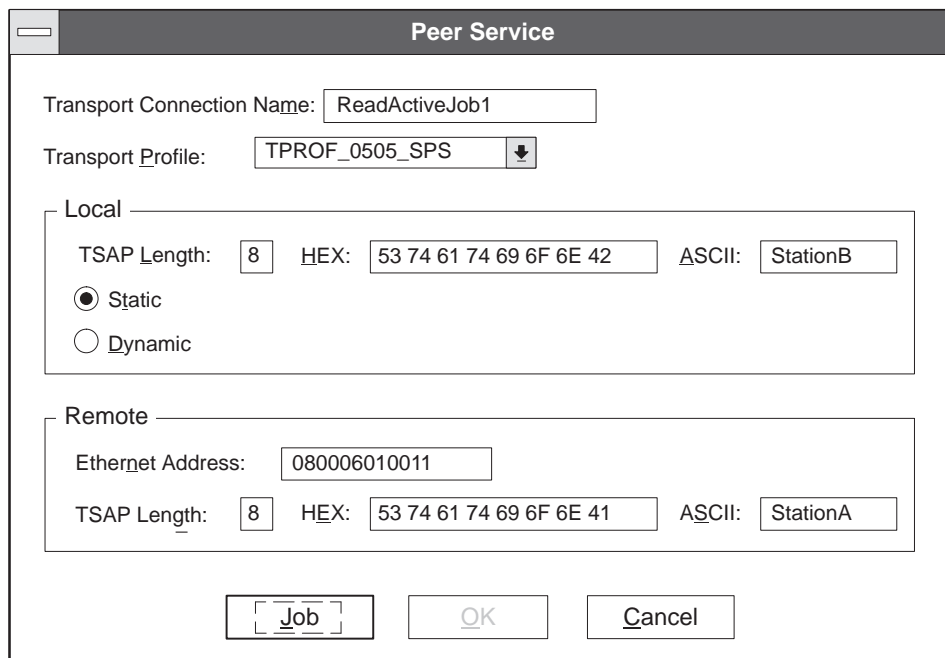 Peer Service
Transport Connection Name: ReadActiveJob1
Transport Profile: TPROF_0505_SPS
Local
TSAP Length: 8 HEX: 53 74 61 74 69 6F 6E 42 ASCII: StationB
Static
Dynamic
Remote
Ethernet Address: 080006010011
TSAP Length: 8 HEX: 53 74 61 74 69 6F 6E 41 ASCII: StationA
Job OK Cancel